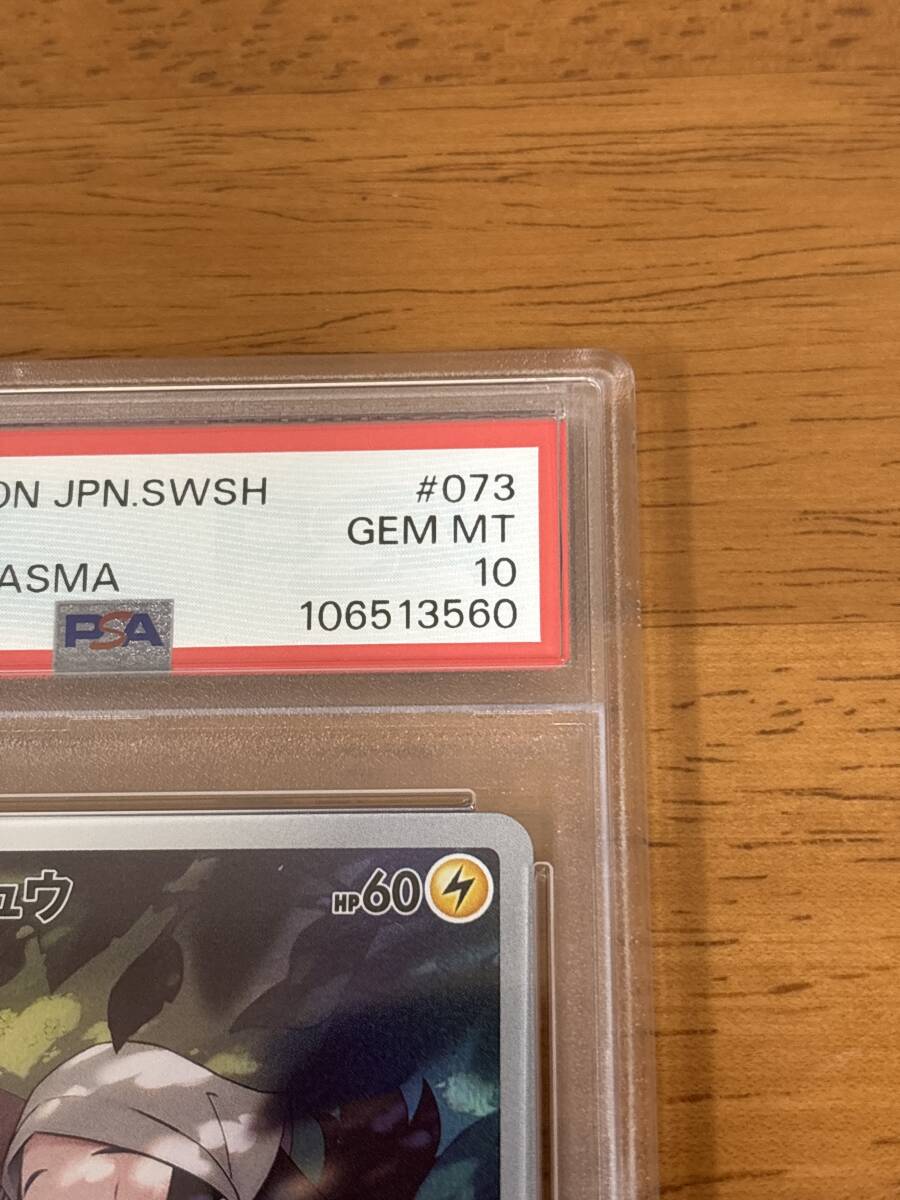 ON JPN.SWSH #073
GEM MT
ASMA 10
PSA 106513560
ュウ HP60